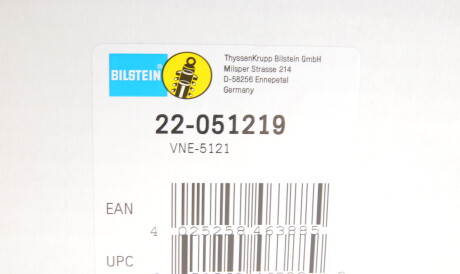 BILSTEIN
ThyssenKrupp Bilstein GmbH
Milsper Strasse 214
D-58256 Ennepetal
Germany
22-051219
VNE-5121
EAN
4 025258 463885
UPC